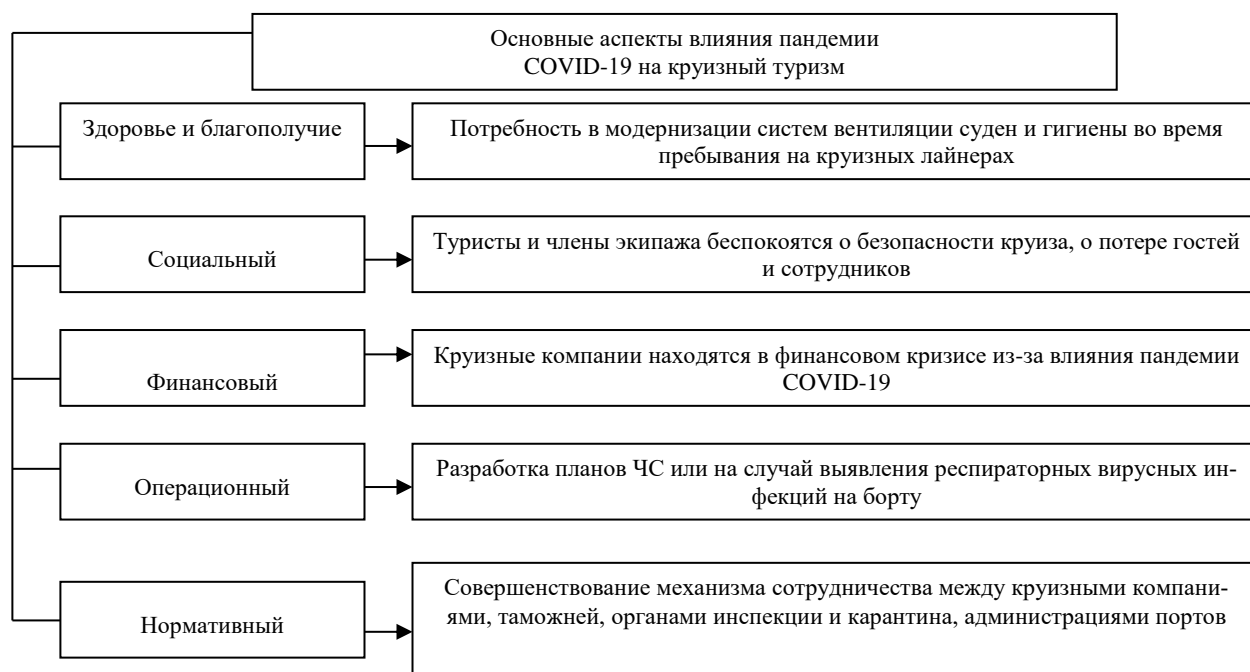 Основные аспекты влияния пандемии
COVID-19 на круизный туризм
Здоровье и благополучие
Потребность в модернизации систем вентиляции суден и гигиены во время
пребывания на круизных лайнерах
Социальный
Туристы и члены экипажа беспокоятся о безопасности круиза, о потере гостей
и сотрудников
Финансовый
Круизные компании находятся в финансовом кризисе из-за влияния пандемии
COVID-19
Операционный
Разработка планов ЧС или на случай выявления респираторных вирусных ин-
фекций на борту
Нормативный
Совершенствование механизма сотрудничества между круизными компани-
ями, таможней, органами инспекции и карантина, администрациями портов